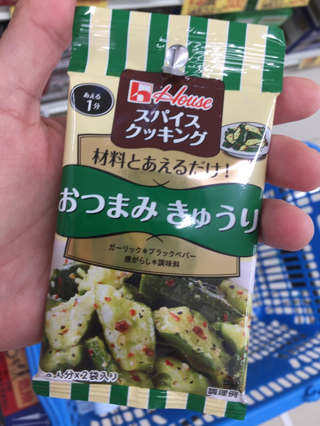 House
スパイス
クッキング
あえる
1分
材料とあえるだけ!
おつまみ きゅうり
ガーリック*ブラックペパー
唐がらし*調味料
人分×2袋入り
調理例